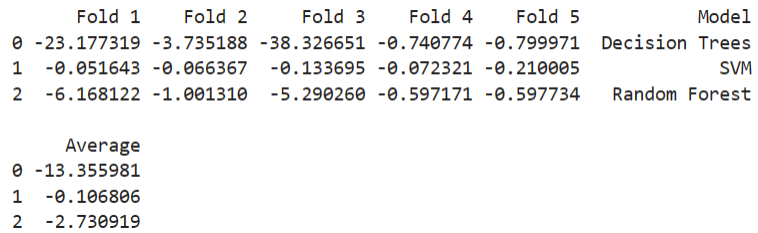 Fold 1 Fold 2 Fold 3 Fold 4 Fold 5 Model
0 -23.177319 -3.735188 -38.326651 -0.740774 -0.799971 Decision Trees
1 -0.051643 -0.066367 -0.133695 -0.072321 -0.210005 SVM
2 -6.168122 -1.001310 -5.290260 -0.597171 -0.597734 Random Forest
Average
0 -13.355981
1 -0.106806
2 -2.730919